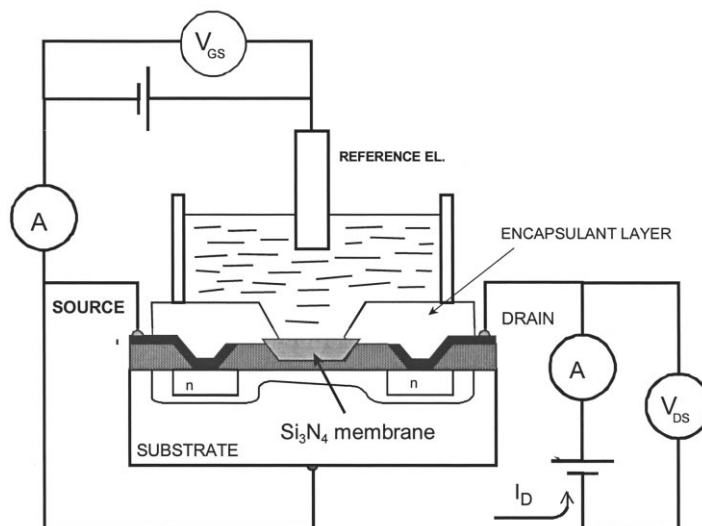 V_GS
REFERENCE EL.
A
ENCAPSULANT LAYER
SOURCE
DRAIN
n
n
A
V_DS
Si₃N₄ membrane
SUBSTRATE
I_D